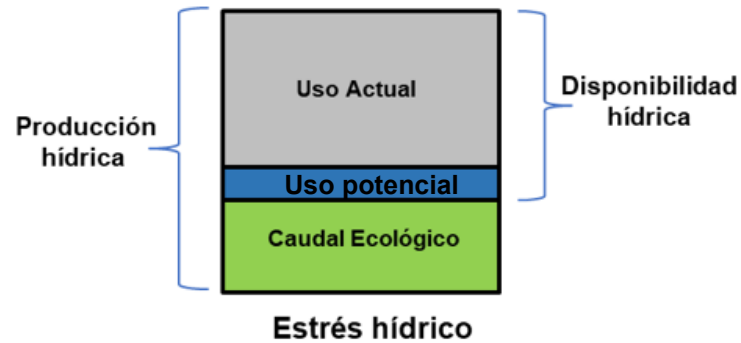 Uso Actual
Disponibilidad
hídrica
Producción
hídrica
Uso potencial
Caudal Ecológico
Estrés hídrico